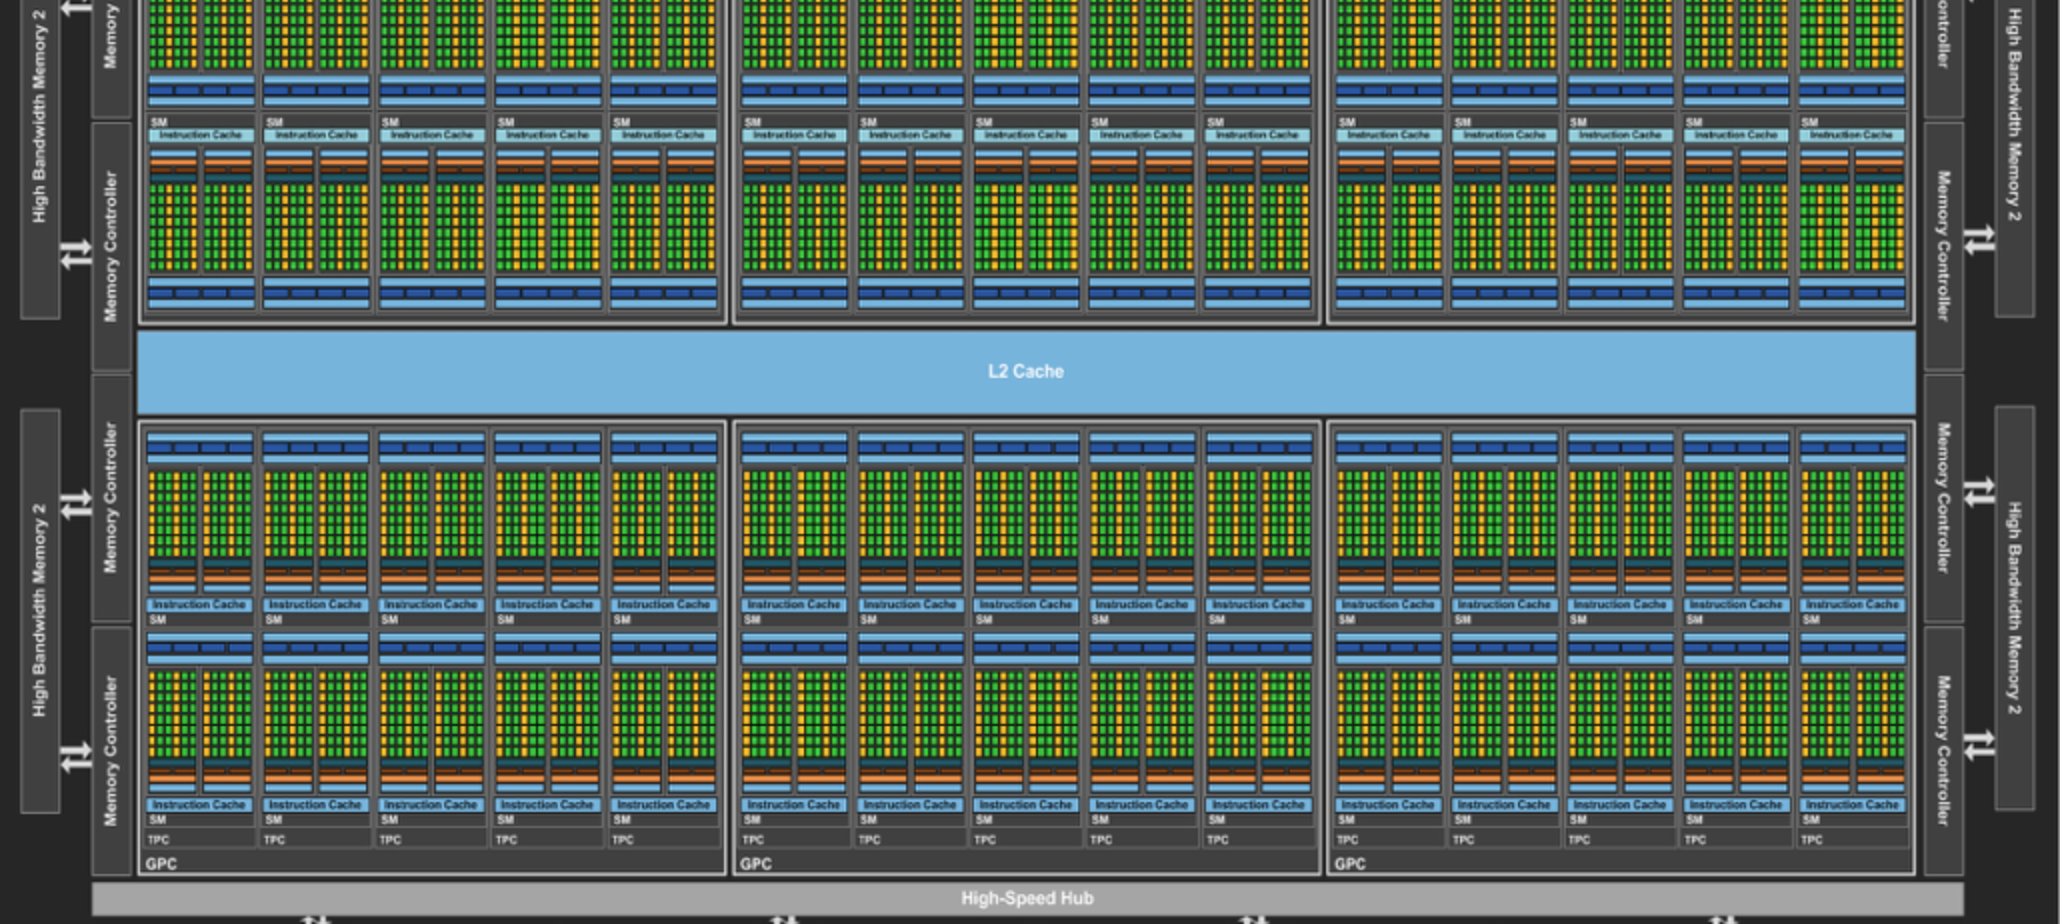 High Bandwidth Memory 2
Memory
ontroller
High Bandwidth Memory 2
SM SM SM SM SM SM SM SM SM SM SM SM SM SM SM
Instruction Cache Instruction Cache Instruction Cache Instruction Cache Instruction Cache Instruction Cache Instruction Cache Instruction Cache Instruction Cache Instruction Cache Instruction Cache Instruction Cache Instruction Cache Instruction Cache Instruction Cache
Memory Controller
Memory Controller
L2 Cache
Memory Controller
Memory Controller
High Bandwidth Memory 2
High Bandwidth Memory 2
Instruction Cache Instruction Cache Instruction Cache Instruction Cache Instruction Cache Instruction Cache Instruction Cache Instruction Cache Instruction Cache Instruction Cache Instruction Cache Instruction Cache Instruction Cache Instruction Cache Instruction Cache
SM SM SM SM SM SM SM SM SM SM SM SM SM SM SM
Memory Controller
Memory Controller
Instruction Cache Instruction Cache Instruction Cache Instruction Cache Instruction Cache Instruction Cache Instruction Cache Instruction Cache Instruction Cache Instruction Cache Instruction Cache Instruction Cache Instruction Cache Instruction Cache Instruction Cache
SM SM SM SM SM SM SM SM SM SM SM SM SM SM SM
TPC TPC TPC TPC TPC TPC TPC TPC TPC TPC TPC TPC TPC TPC TPC
GPC GPC GPC
High-Speed Hub